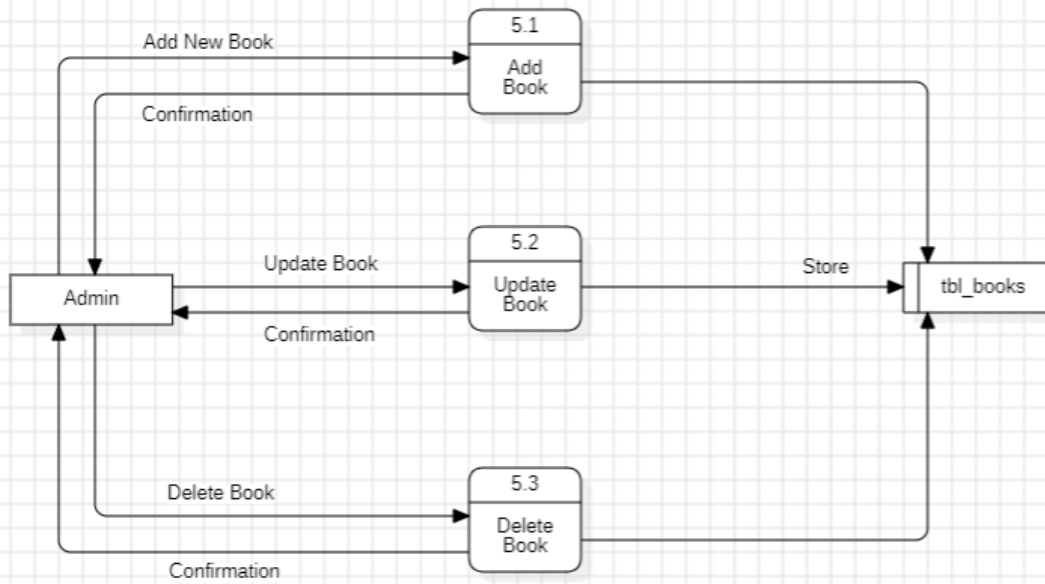 5.1
Add New Book
Add
Book
Confirmation
5.2
Update Book
Store
Update
Book
tbl_books
Admin
Confirmation
5.3
Delete Book
Delete
Book
Confirmation